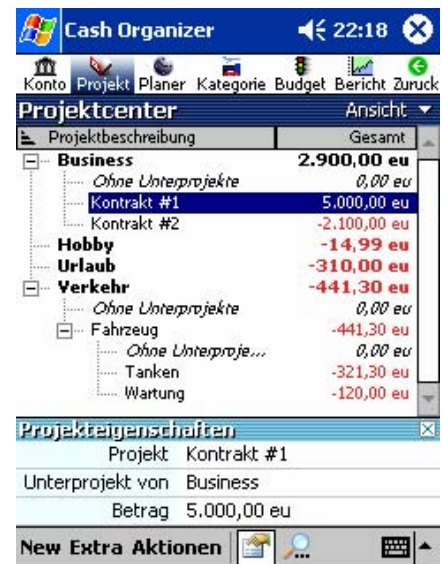 Cash Organizer 22:18
Konto Projekt Planer Kategorie Budget Bericht Zurück
Projektcenter Ansicht
Projektbeschreibung Gesamt
Business 2.900,00 eu
Ohne Unterprojekte 0,00 eu
Kontrakt #1 5.000,00 eu
Kontrakt #2 -2.100,00 eu
Hobby -14,99 eu
Urlaub -310,00 eu
Verkehr -441,30 eu
Ohne Unterprojekte 0,00 eu
Fahrzeug -441,30 eu
Ohne Unterproje... 0,00 eu
Tanken -321,30 eu
Wartung -120,00 eu
Projekteigenschaften
Projekt Kontrakt #1
Unterprojekt von Business
Betrag 5.000,00 eu
New Extra Aktionen